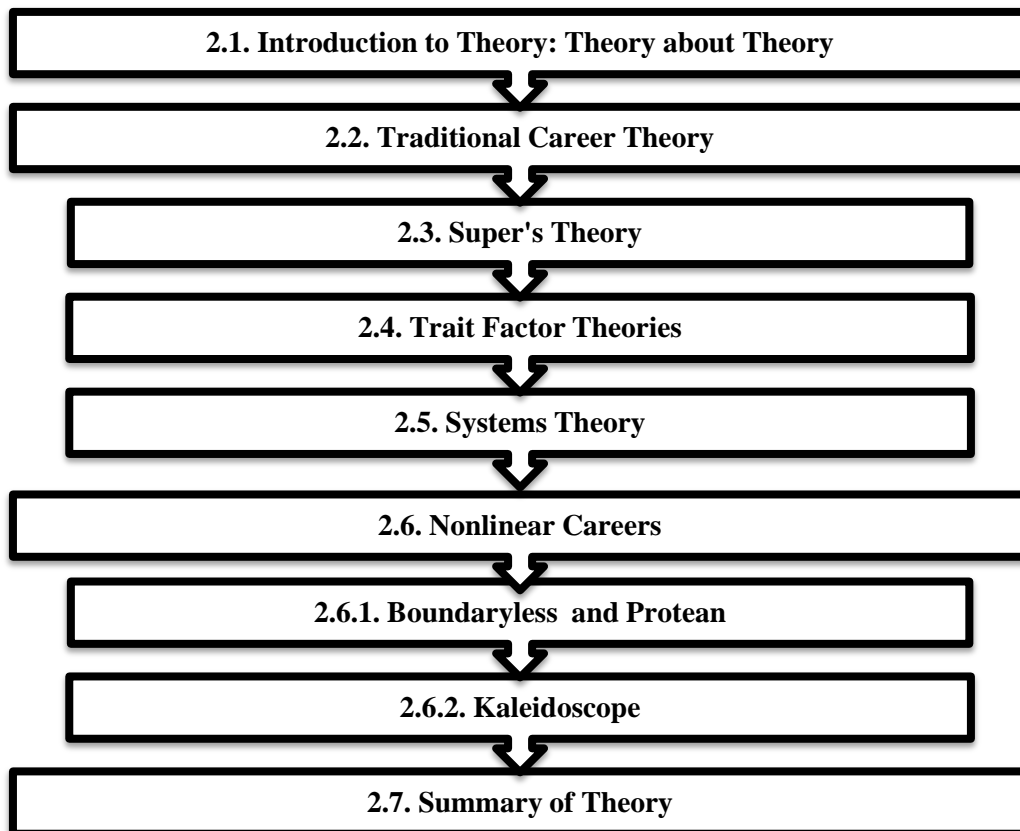 2.1. Introduction to Theory: Theory about Theory
2.2. Traditional Career Theory
2.3. Super's Theory
2.4. Trait Factor Theories
2.5. Systems Theory
2.6. Nonlinear Careers
2.6.1. Boundaryless  and Protean
2.6.2. Kaleidoscope
2.7. Summary of Theory